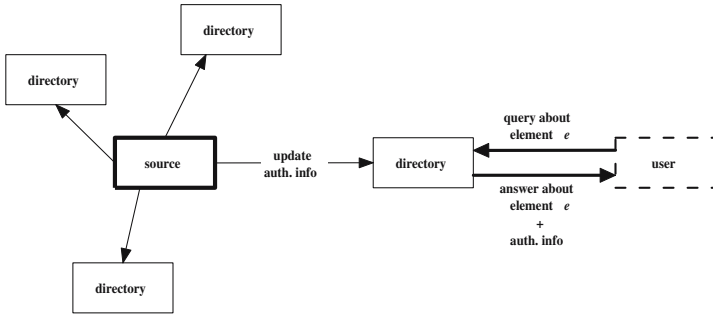 directory
directory
source
update
auth. info
directory
query about
element e
answer about
element e
+
auth. info
user
directory